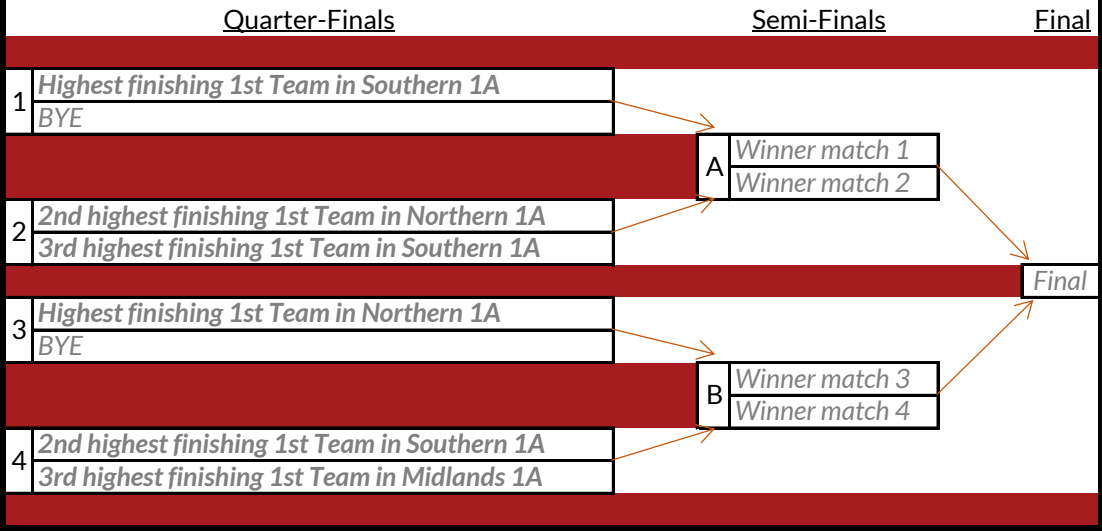 Quarter-Finals Semi-Finals Final
1 Highest finishing 1st Team in Southern 1A
BYE
A Winner match 1
Winner match 2
2 2nd highest finishing 1st Team in Northern 1A
3rd highest finishing 1st Team in Southern 1A
Final
3 Highest finishing 1st Team in Northern 1A
BYE
B Winner match 3
Winner match 4
4 2nd highest finishing 1st Team in Southern 1A
3rd highest finishing 1st Team in Midlands 1A